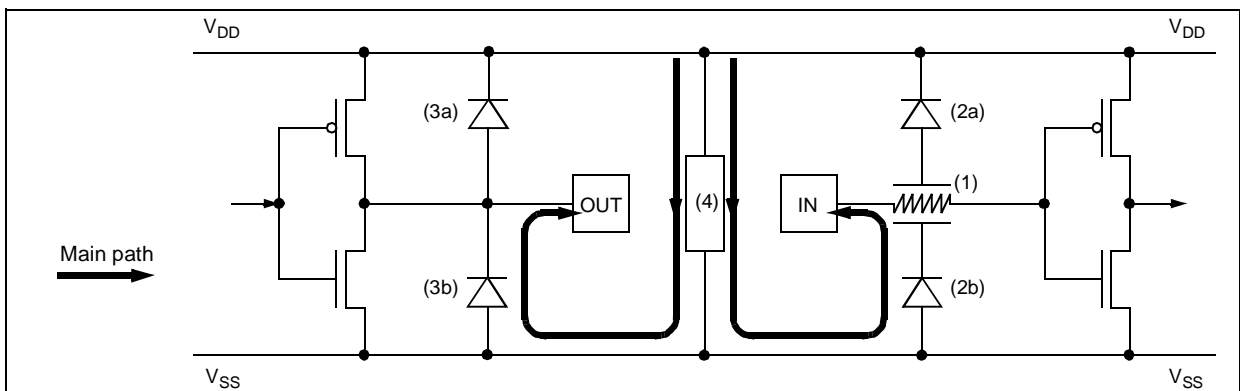 VDD
VDD
(3a)
(2a)
(1)
OUT
(4)
IN
Main path
(3b)
(2b)
VSS
VSS